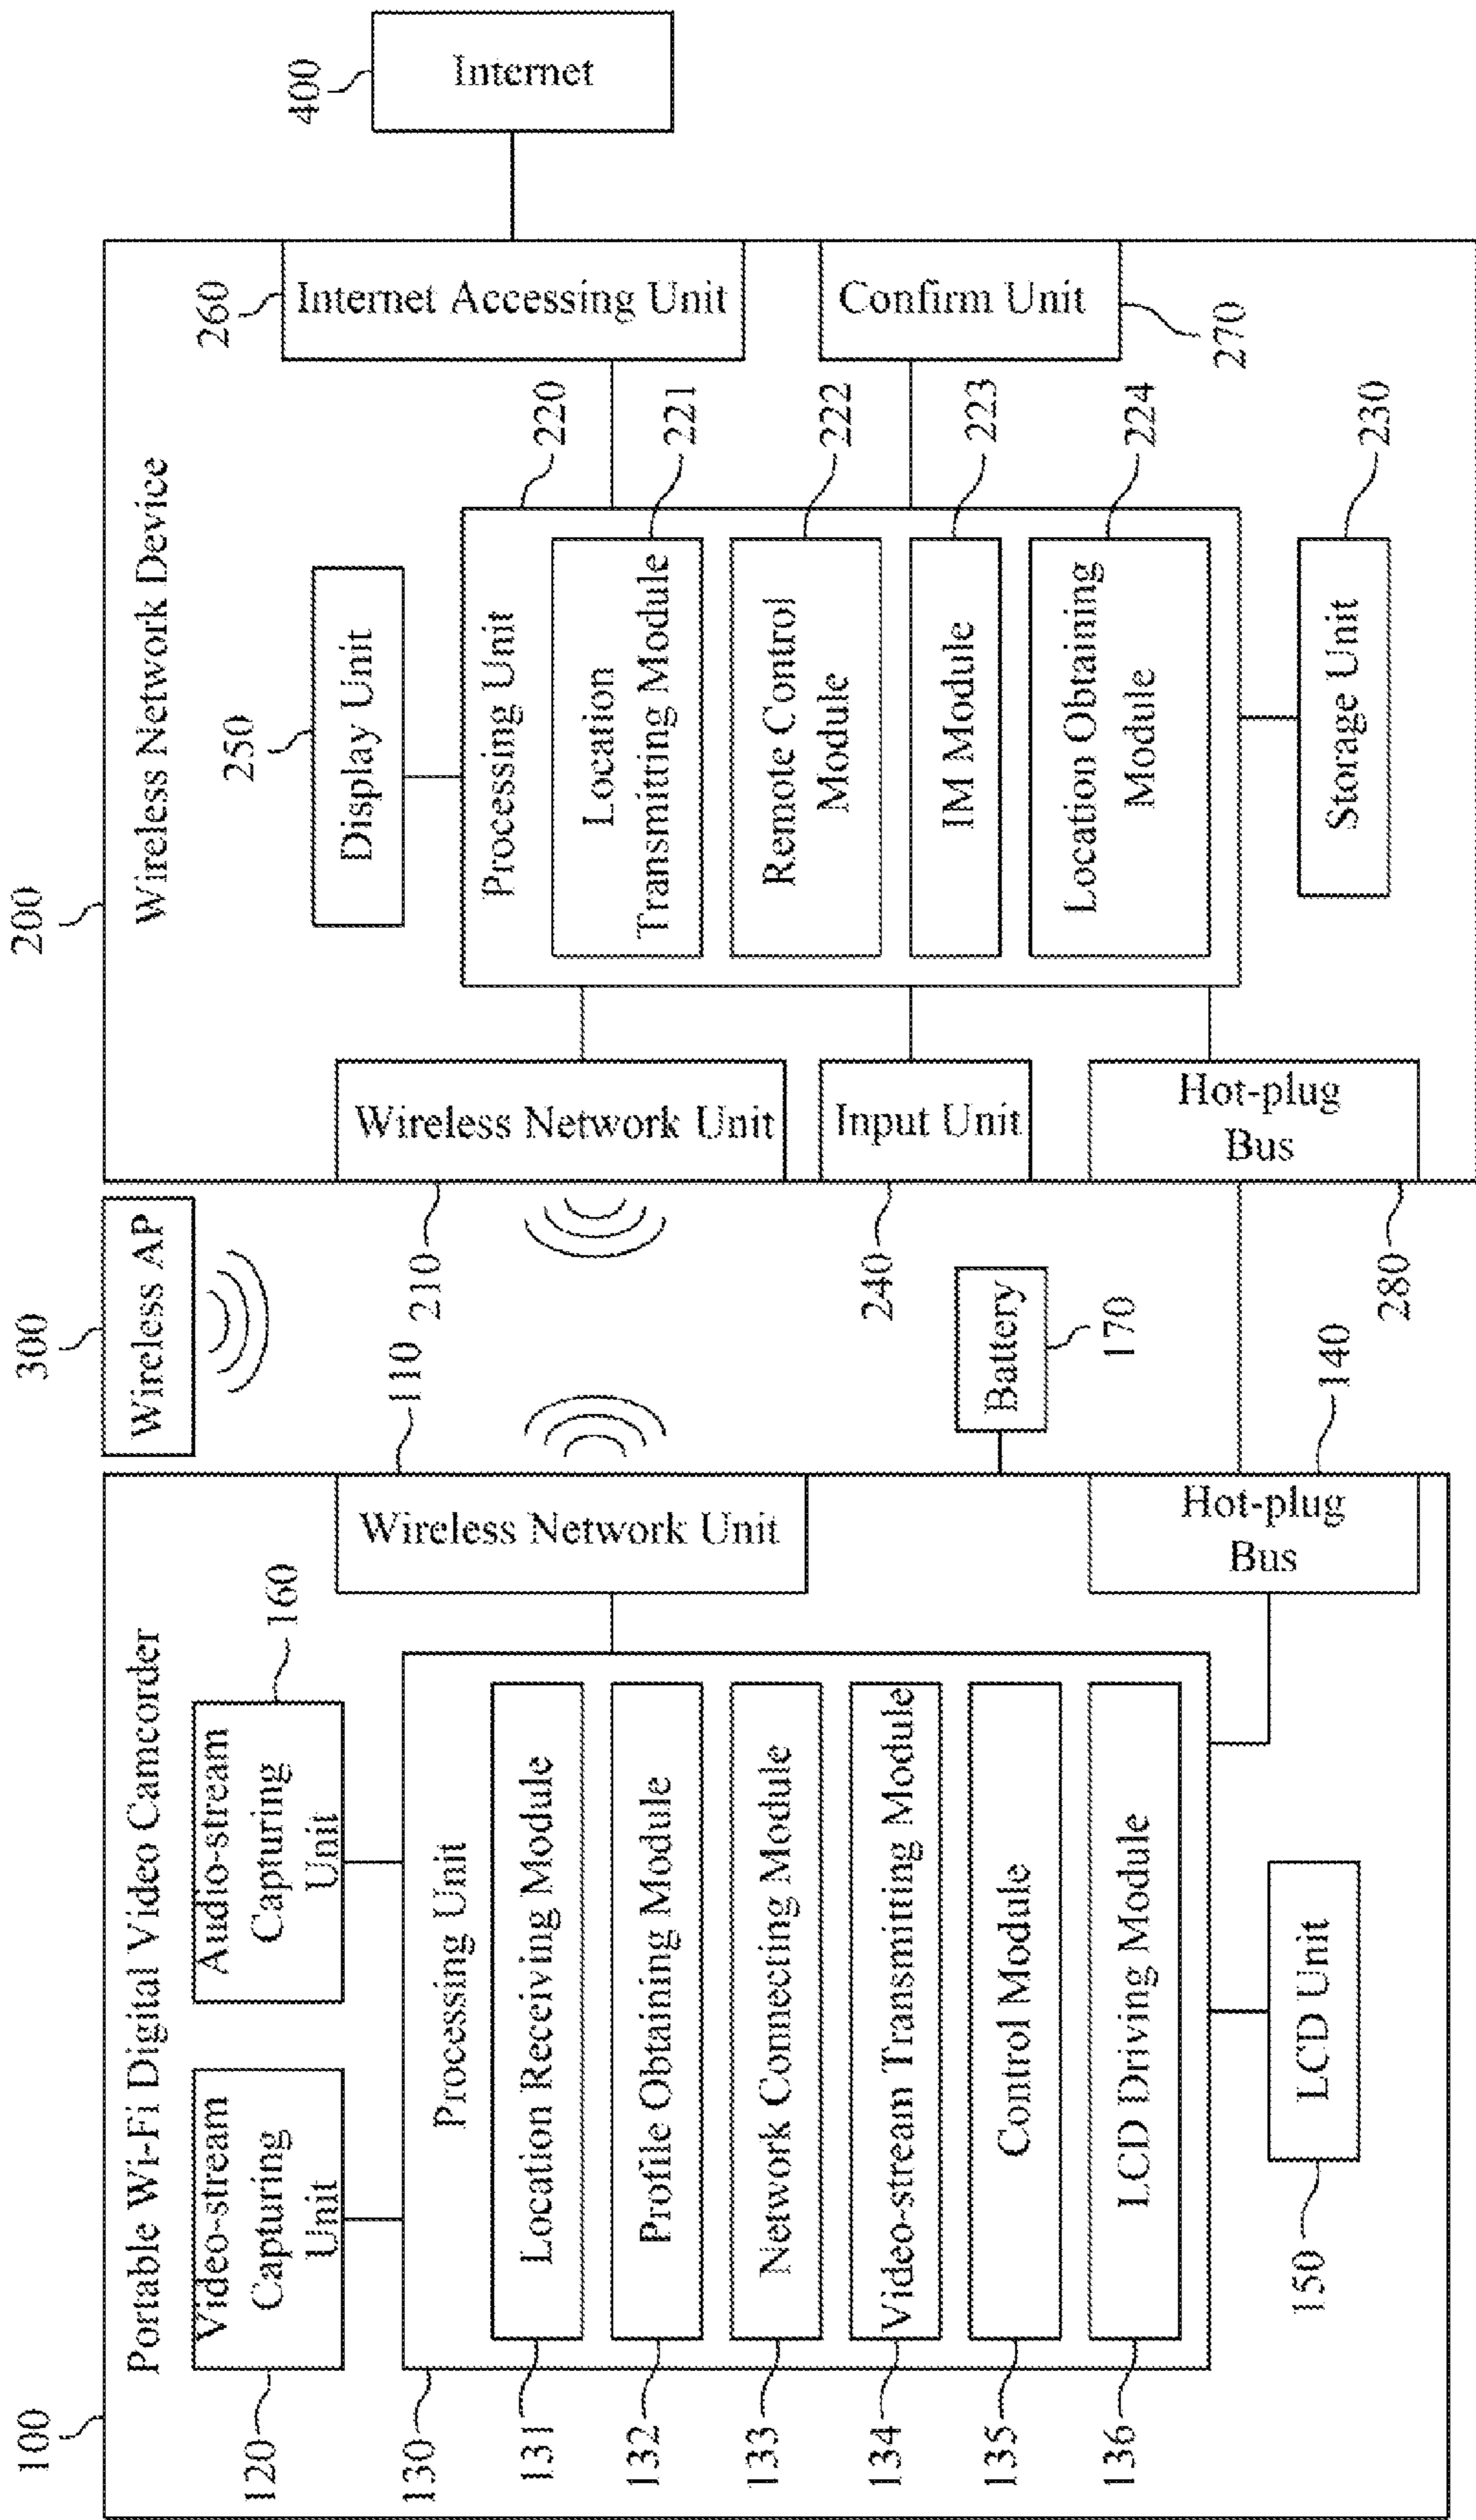 100
Portable Wi-Fi Digital Video Camcorder
120
Video-stream
Capturing
Unit
Audio-stream
Capturing
Unit
160
130
Processing Unit
131
Location Receiving Module
132
Profile Obtaining Module
133
Network Connecting Module
134
Video-stream Transmitting Module
135
Control Module
136
LCD Driving Module
150
LCD Unit
110
Wireless Network Unit
Hot-plug
Bus
140
Battery
170
300
Wireless AP
200
Wireless Network Device
210
Wireless Network Unit
240
Input Unit
280
Hot-plug
Bus
250
Display Unit
Processing Unit
220
Location
Transmitting Module
221
Remote Control
Module
222
IM Module
223
Location Obtaining
Module
224
Storage Unit
230
260
Internet Accessing Unit
Confirm Unit
270
400
Internet